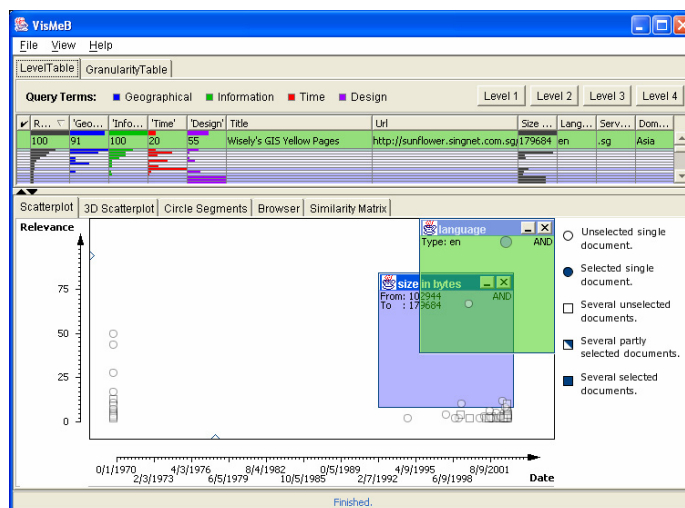 VisMeB
File View Help
LevelTable GranularityTable
Query Terms: Geographical Information Time Design Level 1 Level 2 Level 3 Level 4
R... 'Geo... 'Info... 'Time' 'Design' Title Url Size ... Lang... Serv... Dom...
100 91 100 20 55 Wisely's GIS Yellow Pages http://sunflower.singnet.com.sg/ 179684 en .sg Asia
Scatterplot 3D Scatterplot Circle Segments Browser Similarity Matrix
Relevance
language
Type: en AND
size in bytes
From: 102944 AND
To : 179684
75
50
25
0
Unselected single
document.
Selected single
document.
Several unselected
documents.
Several partly
selected documents.
Several selected
documents.
0/1/1970 4/3/1976 8/4/1982 0/5/1989 4/9/1995 8/9/2001
2/3/1973 6/5/1979 10/5/1985 2/7/1992 6/9/1998 Date
Finished.